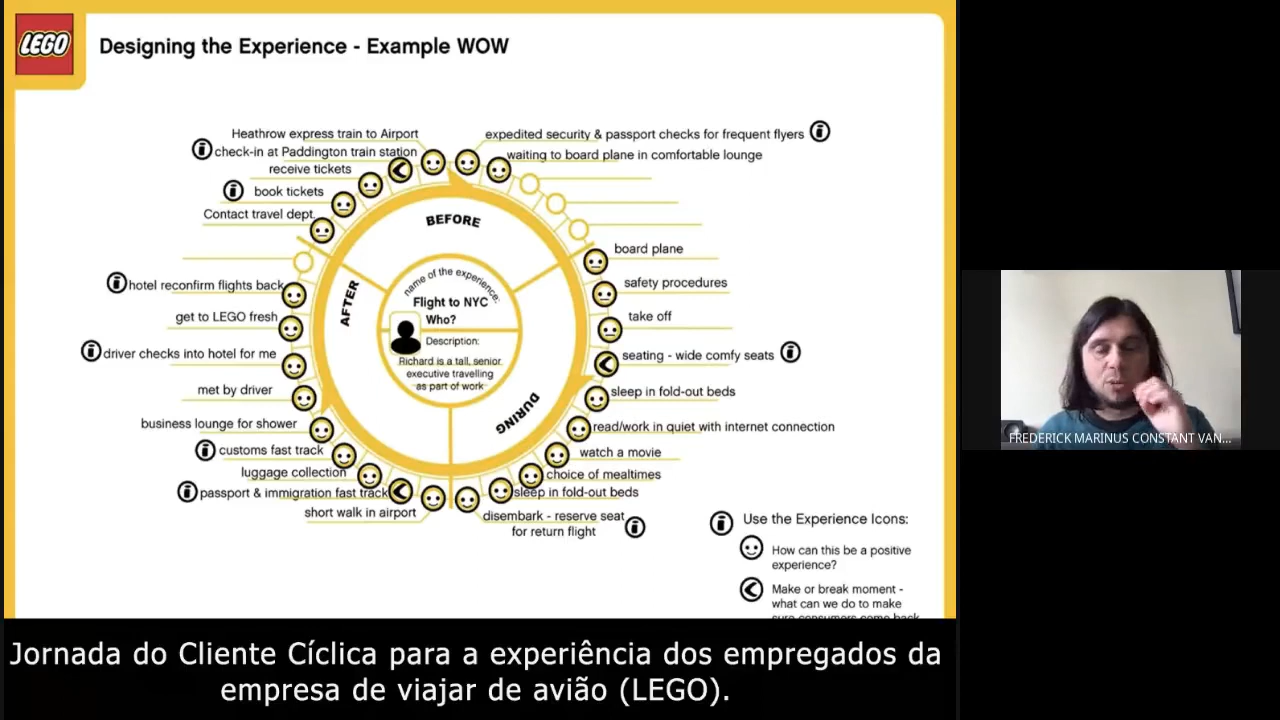 LEGO
Designing the Experience - Example WOW
Heathrow express train to Airport
check-in at Paddington train station
receive tickets
book tickets
Contact travel dept.
expedited security & passport checks for frequent flyers
waiting to board plane in comfortable lounge
board plane
safety procedures
take off
seating - wide comfy seats
sleep in fold-out beds
read/work in quiet with internet connection
watch a movie
choice of mealtimes
sleep in fold-out beds
disembark - reserve seat
for return flight
hotel reconfirm flights back
get to LEGO fresh
driver checks into hotel for me
met by driver
business lounge for shower
customs fast track
luggage collection
passport & immigration fast track
short walk in airport
BEFORE
AFTER
DURING
name of the experience:
Flight to NYC
Who?
Description:
Richard is a tall, senior
executive travelling
as part of work
Use the Experience Icons:
How can this be a positive
experience?
Make or break moment -
what can we do to make
sure consumers come back
FREDERICK MARINUS CONSTANT VAN...
Jornada do Cliente Cíclica para a experiência dos empregados da
empresa de viajar de avião (LEGO).